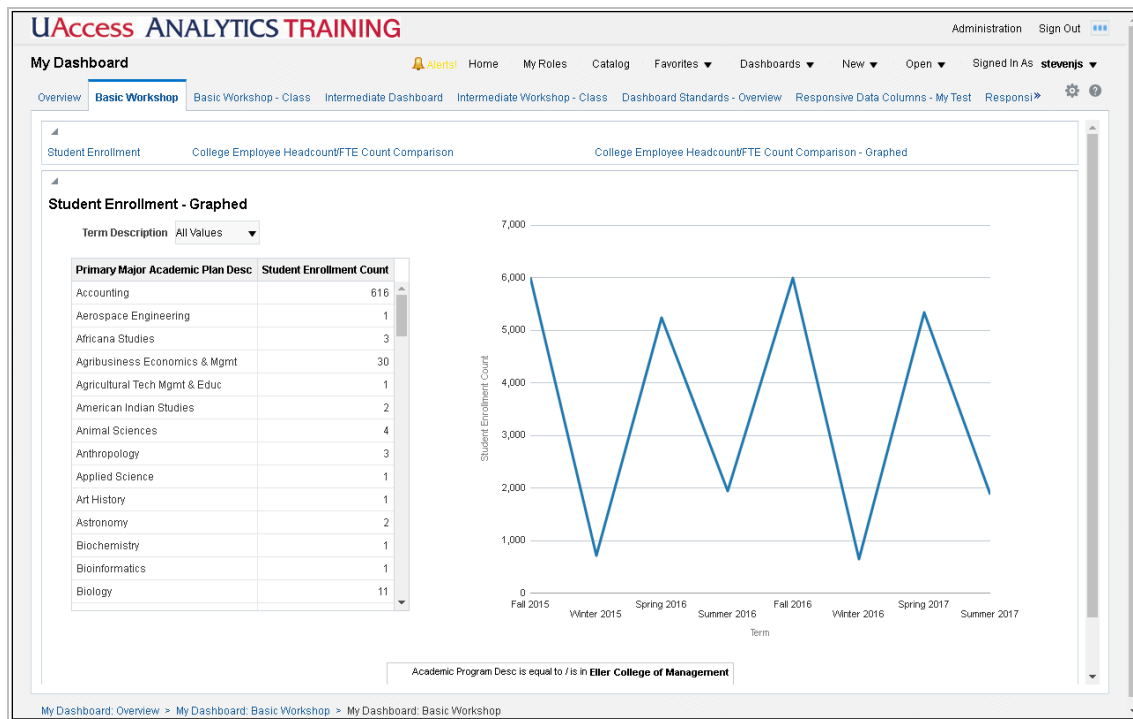 UAccess ANALYTICS TRAINING
Administration Sign Out
My Dashboard
Alerts! Home My Roles Catalog Favorites Dashboards New Open Signed In As stevenjs
Overview Basic Workshop Basic Workshop - Class Intermediate Dashboard Intermediate Workshop - Class Dashboard Standards - Overview Responsive Data Columns - My Test Responsi»
Student Enrollment College Employee Headcount/FTE Count Comparison College Employee Headcount/FTE Count Comparison - Graphed
Student Enrollment - Graphed
Term Description All Values
Primary Major Academic Plan Desc Student Enrollment Count
Accounting 616
Aerospace Engineering 1
Africana Studies 3
Agribusiness Economics & Mgmt 30
Agricultural Tech Mgmt & Educ 1
American Indian Studies 2
Animal Sciences 4
Anthropology 3
Applied Science 1
Art History 1
Astronomy 2
Biochemistry 1
Bioinformatics 1
Biology 11
7,000
6,000
5,000
4,000
3,000
2,000
1,000
0
Student Enrollment Count
Fall 2015 Winter 2015 Spring 2016 Summer 2016 Fall 2016 Winter 2016 Spring 2017 Summer 2017
Term
Academic Program Desc is equal to / is in Eller College of Management
My Dashboard: Overview > My Dashboard: Basic Workshop > My Dashboard: Basic Workshop